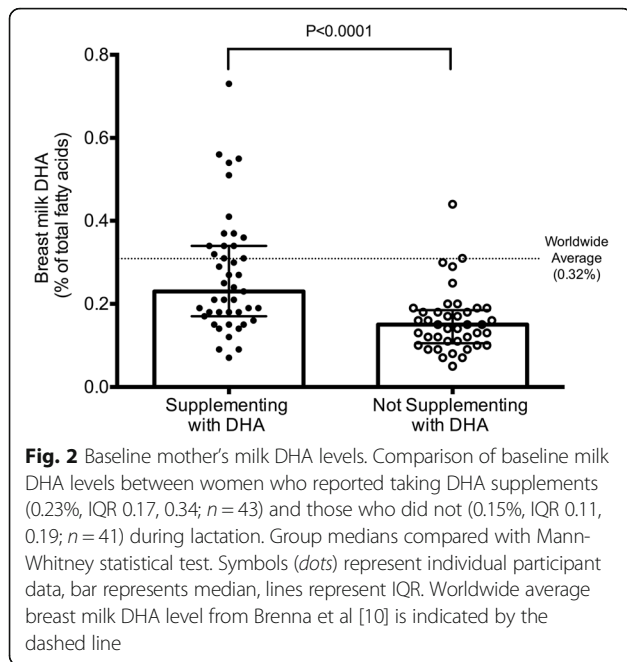 P<0.0001
0.8
0.6
0.4
0.2
0.0
Breast milk DHA
(% of total fatty acids)
Worldwide
Average
(0.32%)
Supplementing
with DHA
Not Supplementing
with DHA
Fig. 2 Baseline mother's milk DHA levels. Comparison of baseline milk
DHA levels between women who reported taking DHA supplements
(0.23%, IQR 0.17, 0.34; n = 43) and those who did not (0.15%, IQR 0.11,
0.19; n = 41) during lactation. Group medians compared with Mann-
Whitney statistical test. Symbols (dots) represent individual participant
data, bar represents median, lines represent IQR. Worldwide average
breast milk DHA level from Brenna et al [10] is indicated by the
dashed line